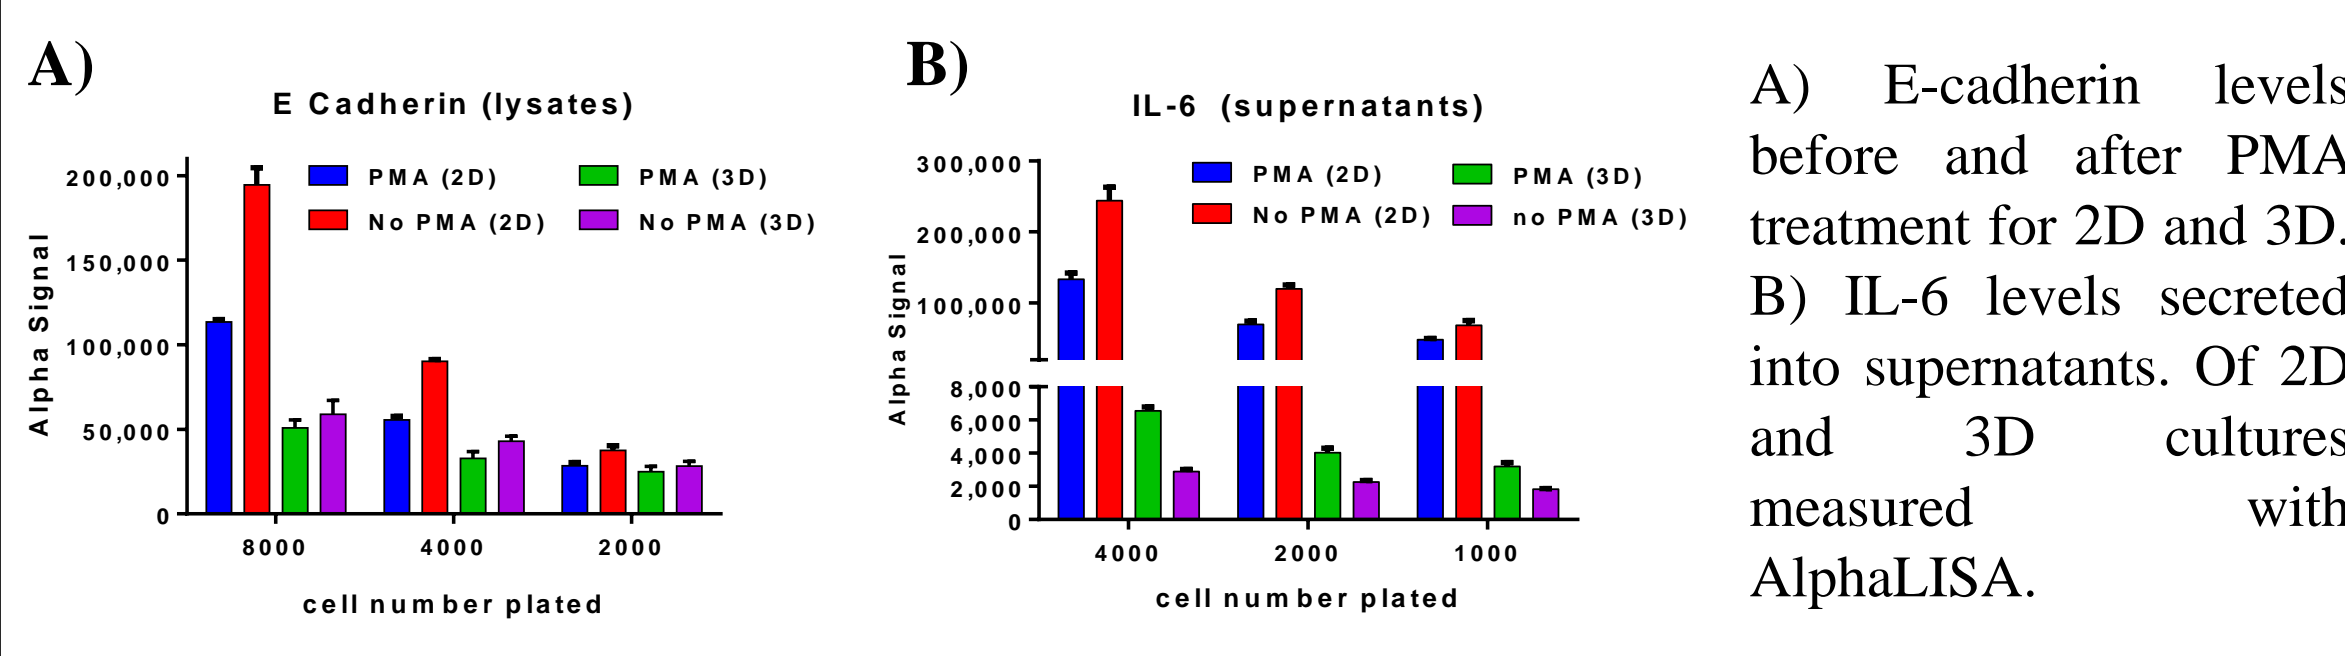 A)
E Cadherin (lysates)
PMA (2D)
No PMA (2D)
PMA (3D)
No PMA (3D)
Alpha Signal
200,000
150,000
100,000
50,000
0
8000
4000
2000
cell number plated
B)
IL-6 (supernatants)
PMA (2D)
No PMA (2D)
PMA (3D)
no PMA (3D)
Alpha Signal
300,000
200,000
100,000
8,000
6,000
4,000
2,000
0
4000
2000
1000
cell number plated
A) E-cadherin levels
before and after PMA
treatment for 2D and 3D.
B) IL-6 levels secreted
into supernatants. Of 2D
and 3D cultures
measured with
AlphaLISA.